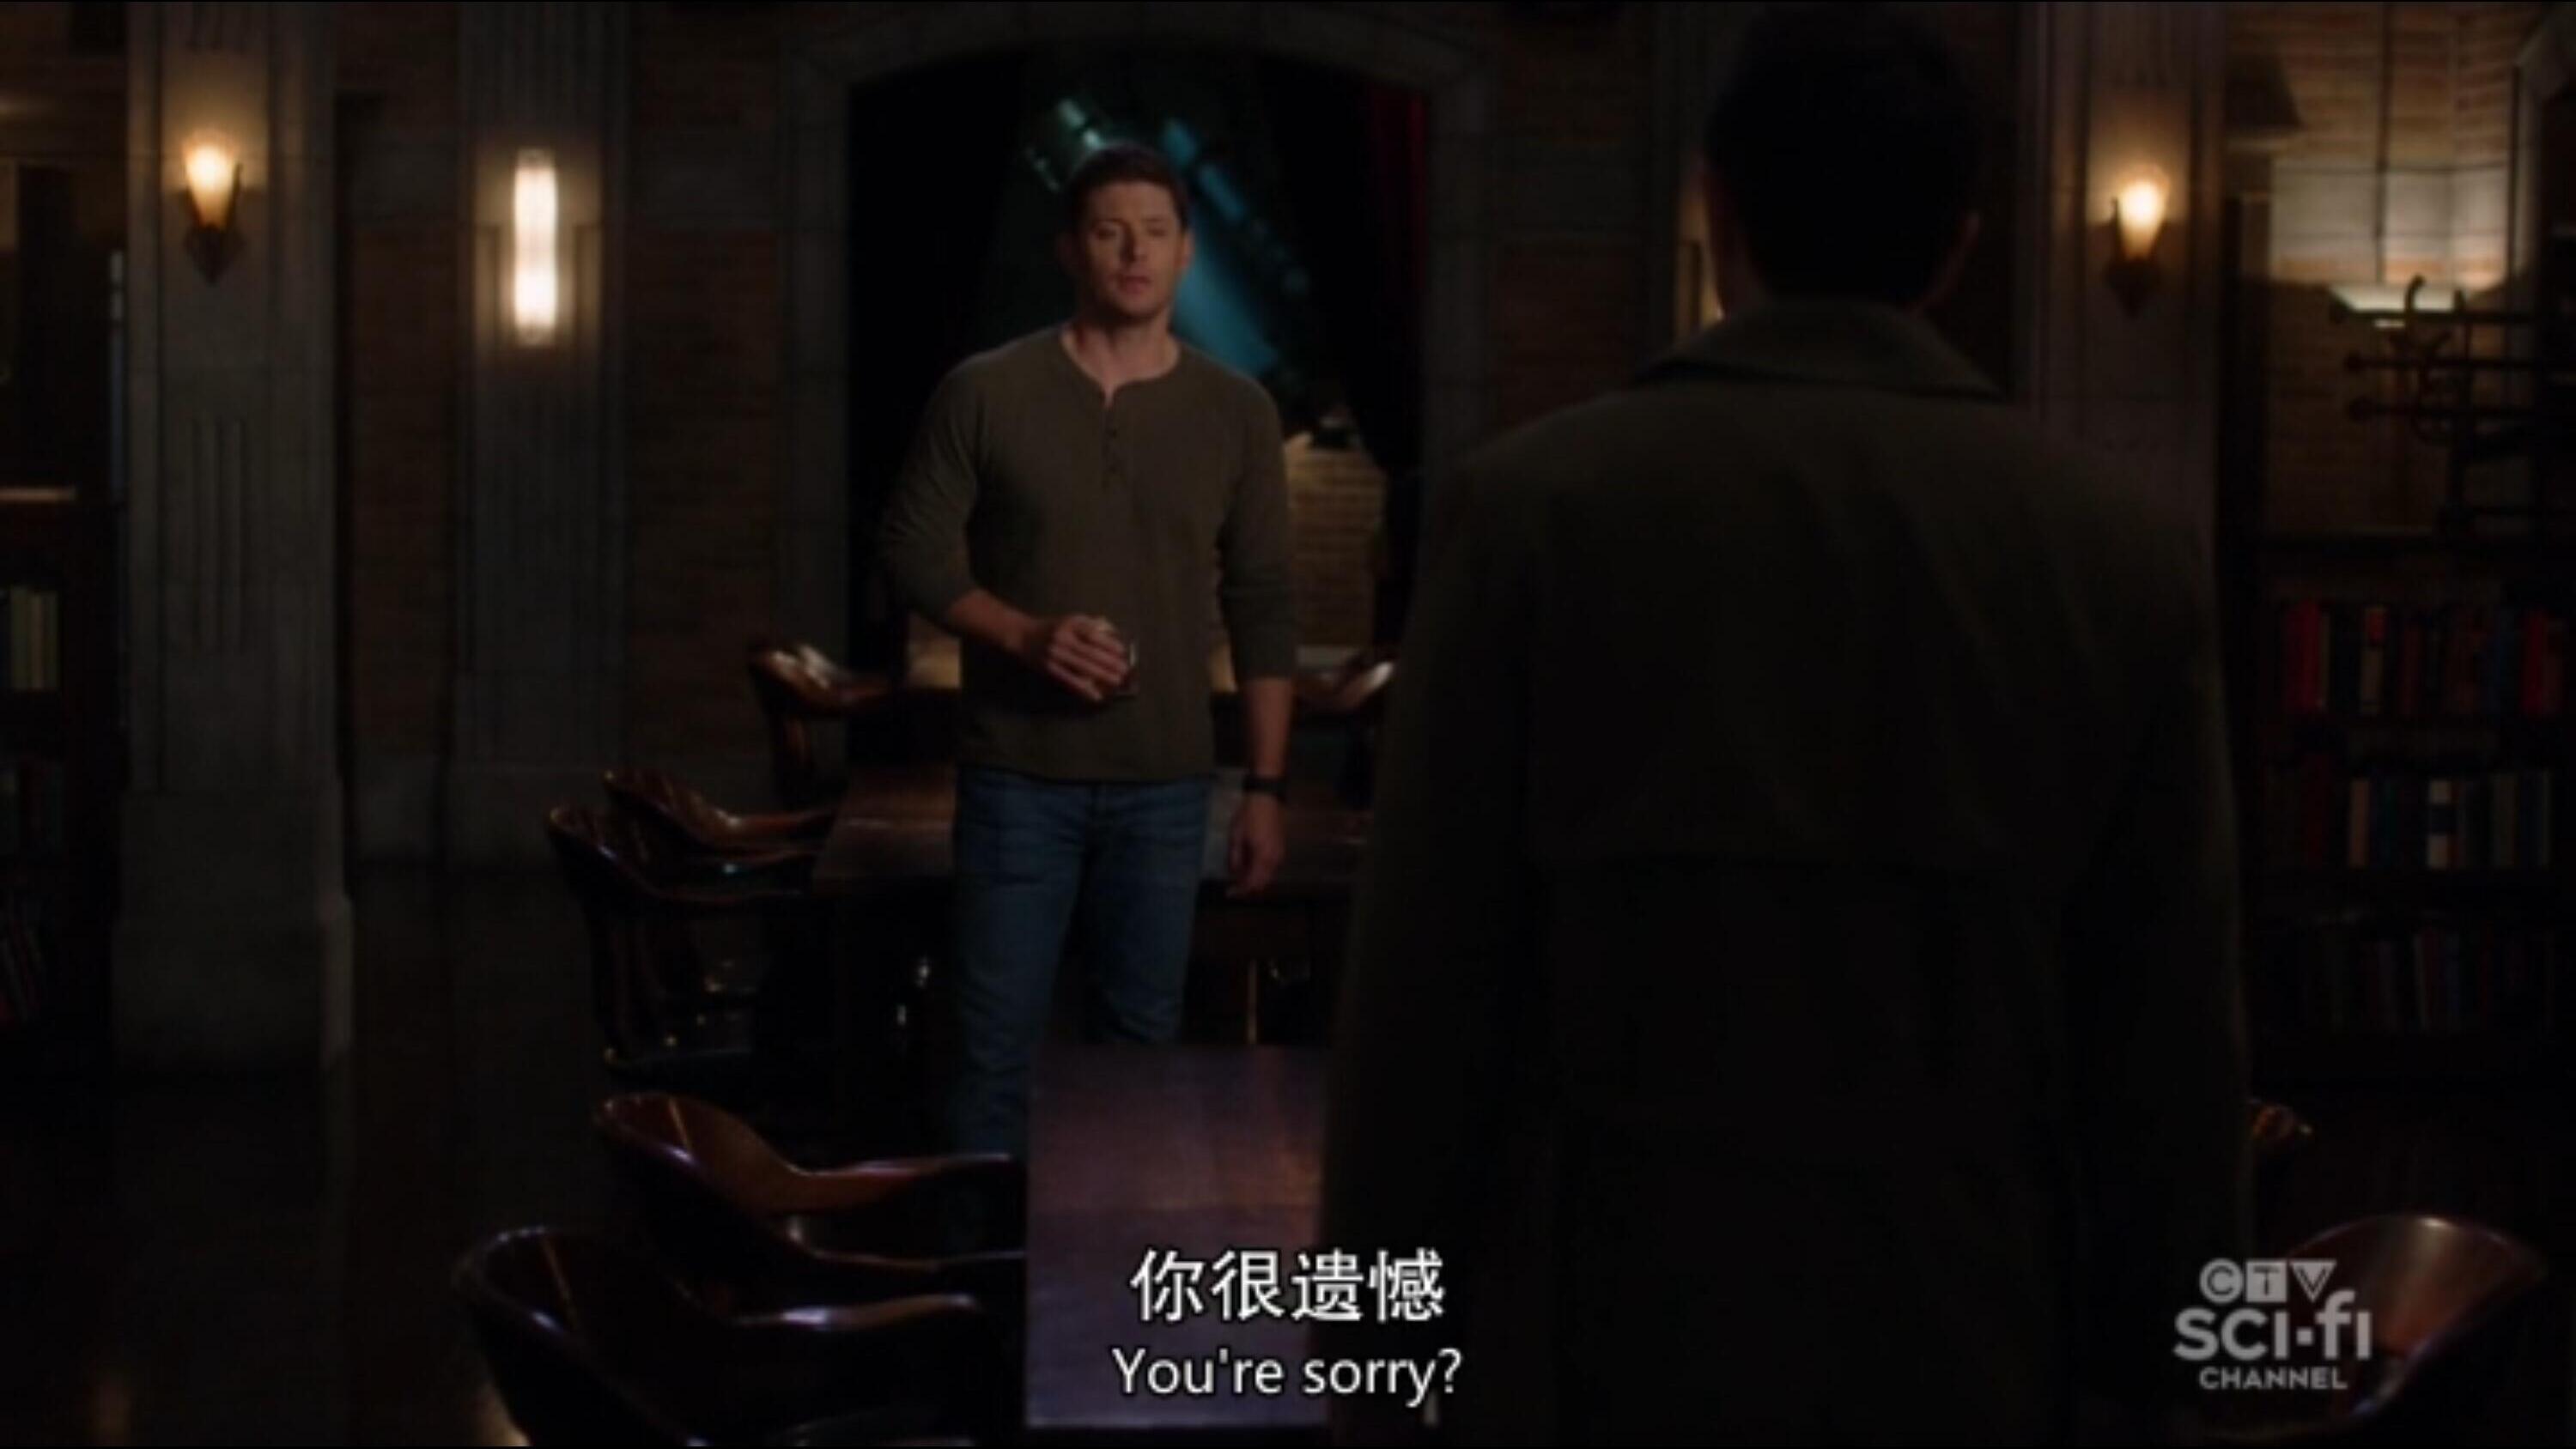 你很遗憾
You're sorry?
CTV
sci-fi
CHANNEL